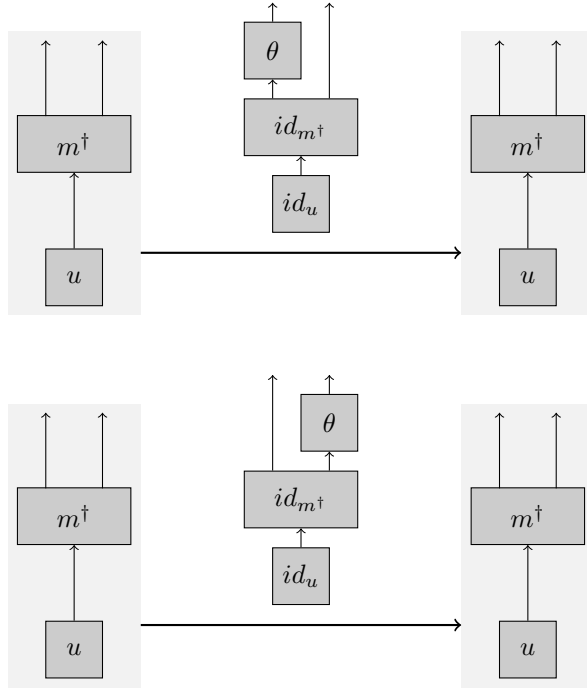 θ
m† id_{m†} m†
id_u
u u
θ
m† id_{m†} m†
id_u
u u